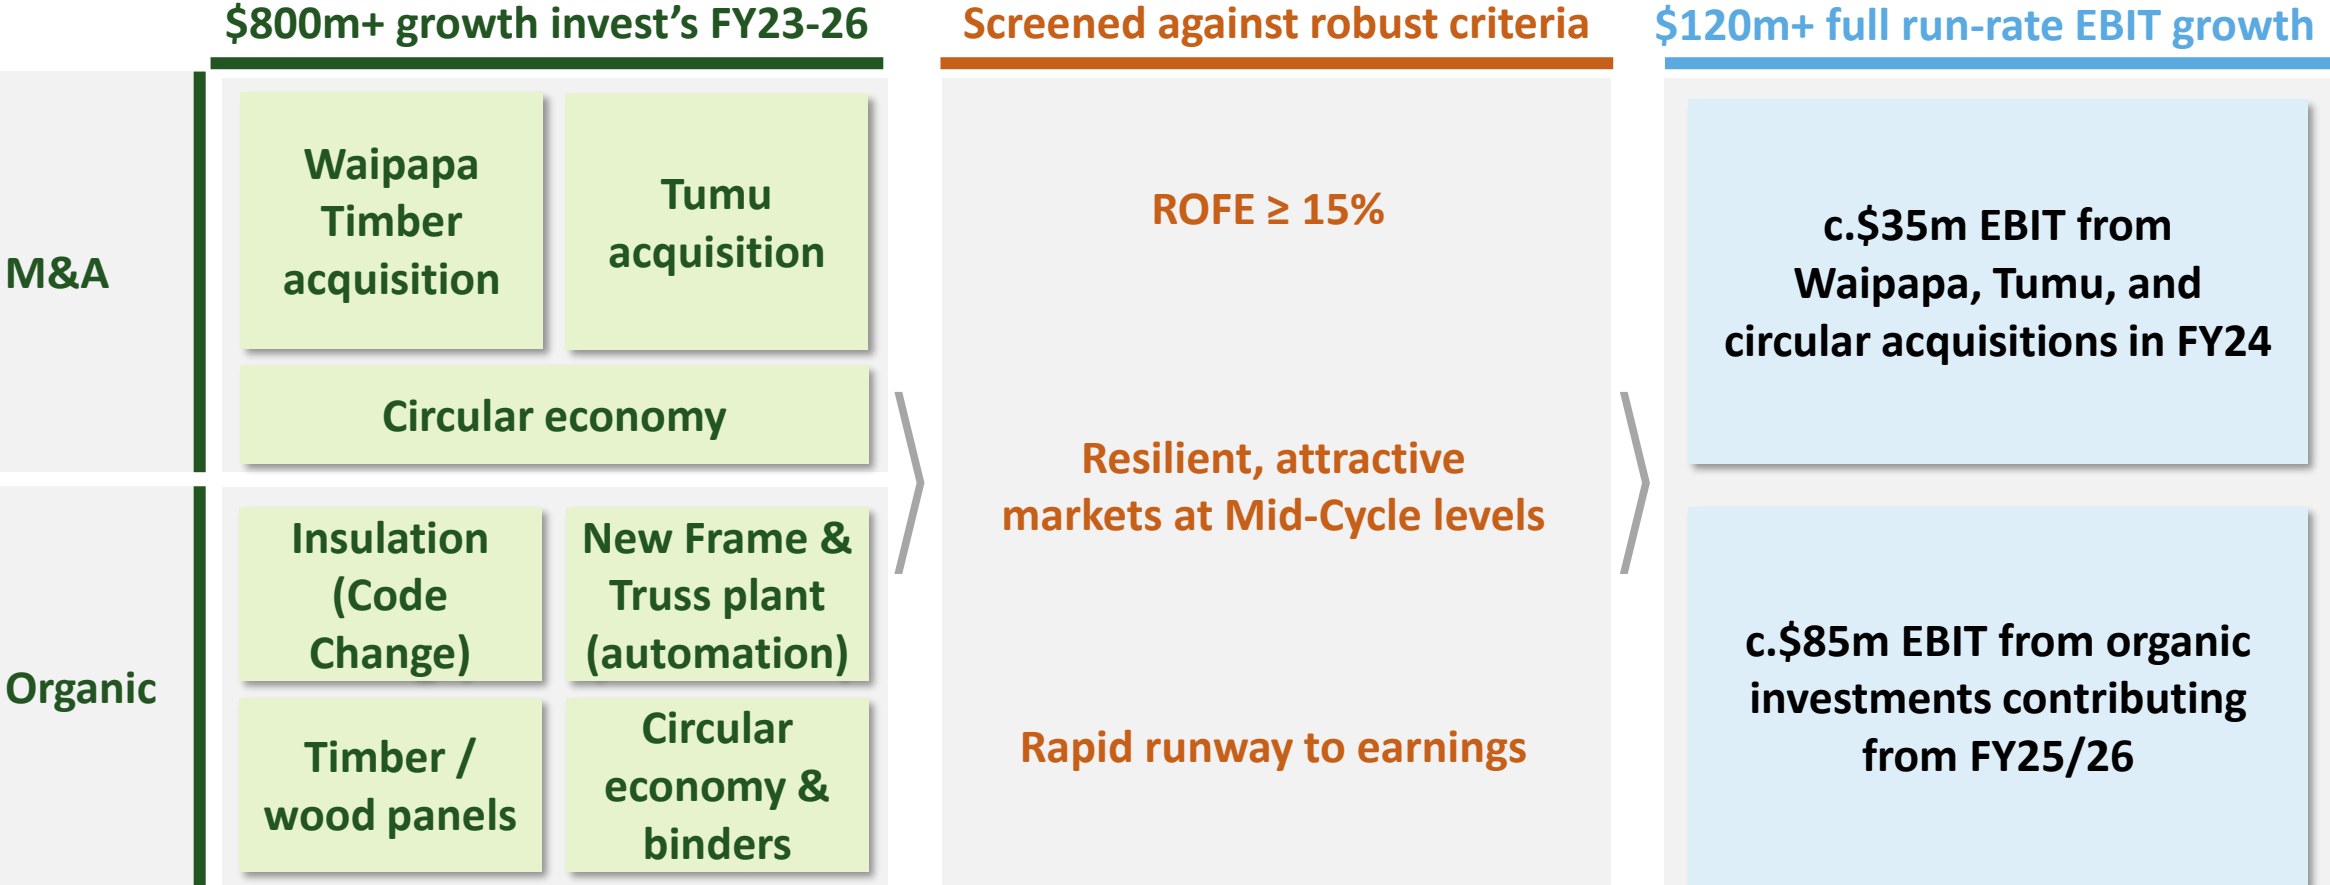 $800m+ growth invest's FY23-26
Screened against robust criteria
$120m+ full run-rate EBIT growth
M&A
Waipapa
Timber
acquisition
Tumu
acquisition
Circular economy
Organic
Insulation
(Code
Change)
New Frame &
Truss plant
(automation)
Timber /
wood panels
Circular
economy &
binders
ROFE ≥ 15%
Resilient, attractive
markets at Mid-Cycle levels
Rapid runway to earnings
c.$35m EBIT from
Waipapa, Tumu, and
circular acquisitions in FY24
c.$85m EBIT from organic
investments contributing
from FY25/26